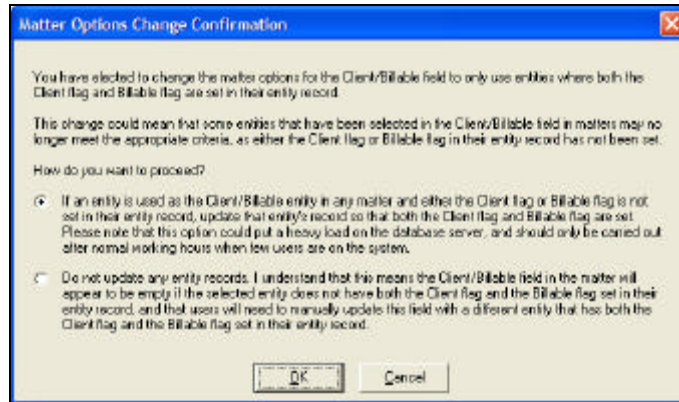 Matter Options Change Confirmation
You have elected to change the matter options for the Client/Billable field to only use entities where both the
Client flag and Billable flag are set in their entity record.
This change could mean that some entities that have been selected in the Client/Billable field in matters may no
longer meet the appropriate criteria, as either the Client flag or Billable flag in their entity record has not been set.
How do you want to proceed?
If an entity is used as the Client/Billable entity in any matter and either the Client flag or Billable flag is not
set in their entity record, update that entity's record so that both the Client flag and Billable flag are set.
Please note that this option could put a heavy load on the database server, and should only be carried out
after normal working hours when few users are on the system.
Do not update any entity records. I understand that this means the Client/Billable field in the matter will
appear to be empty if the selected entity does not have both the Client flag and the Billable flag set in their
entity record, and that users will need to manually update this field with a different entity that has both the
Client flag and the Billable flag set in their entity record.
OK
Cancel